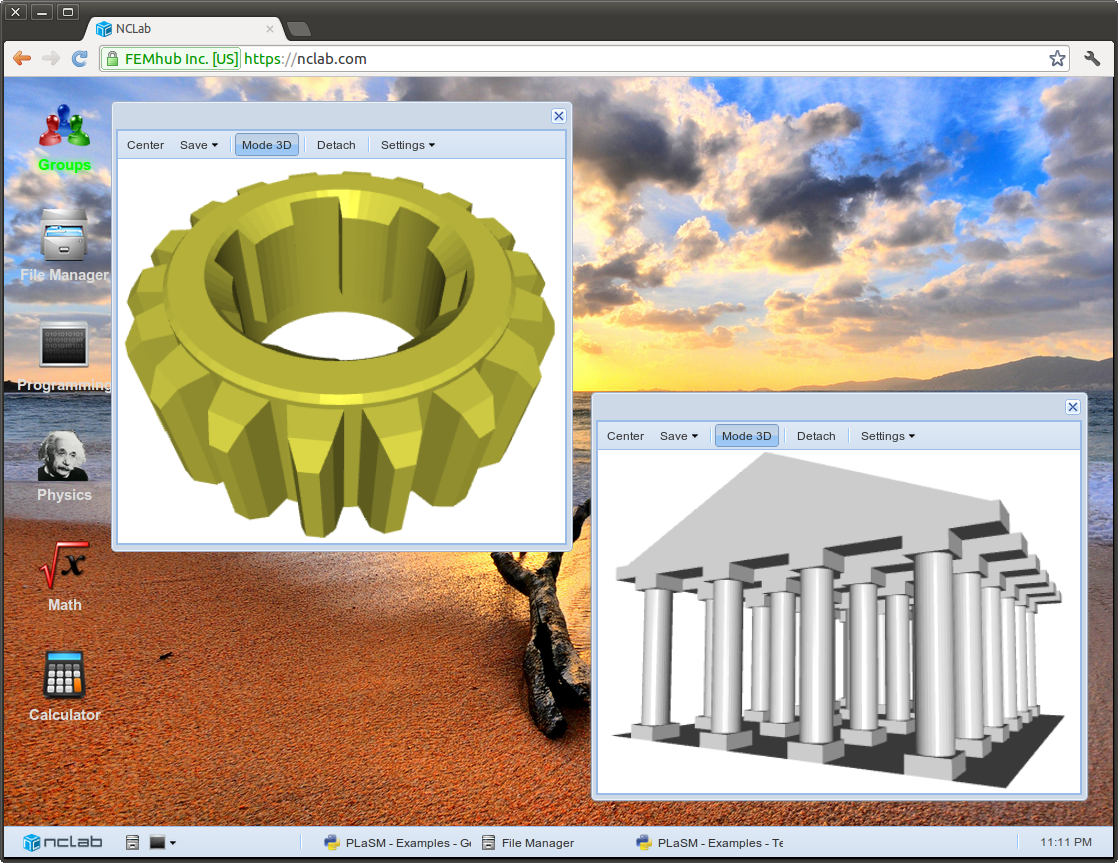 NCLab
FEMhub Inc. [US] https://nclab.com
Groups
File Manager
Programming
Physics
Math
Calculator
Center Save Mode 3D Detach Settings
Center Save Mode 3D Detach Settings
nclab PLaSM - Examples - Ge File Manager PLaSM - Examples - Te 11:11 PM